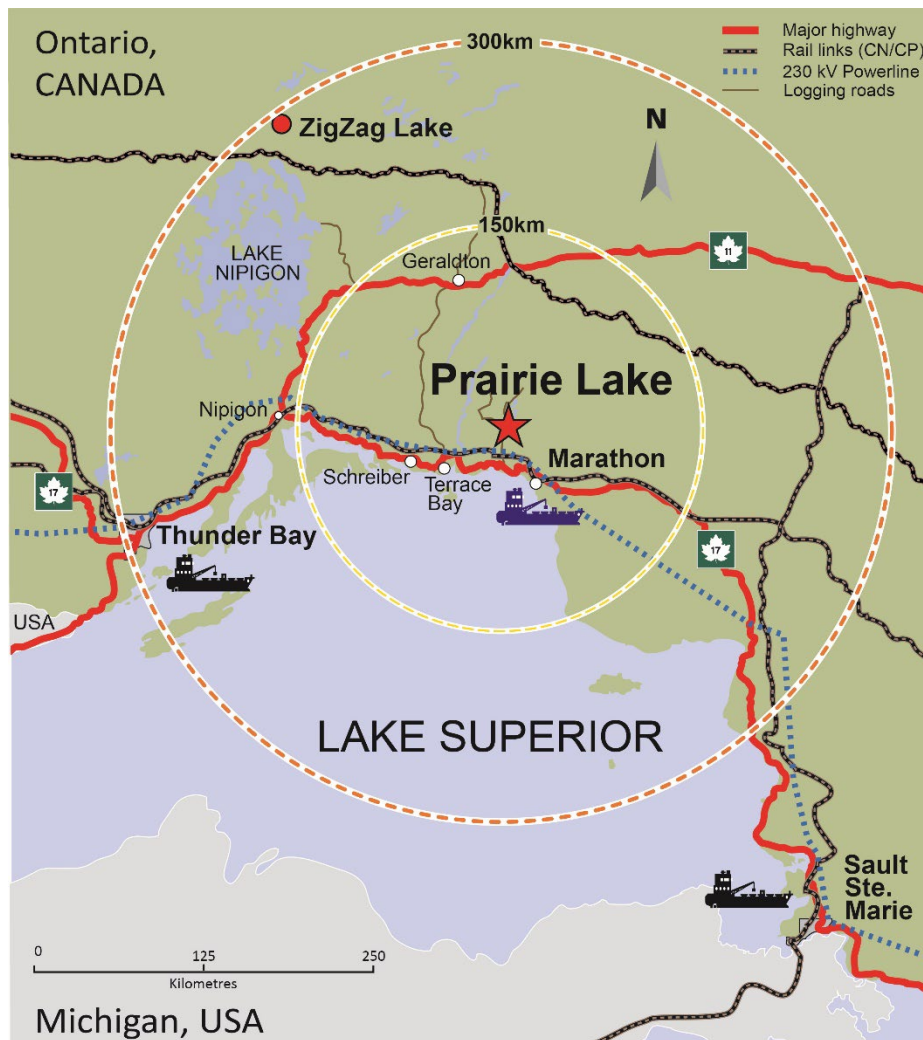 Ontario,
CANADA
300km
Major highway
Rail links (CN/CP)
230 kV Powerline
Logging roads
ZigZag Lake
N
150km
LAKE
NIPIGON
Geraldton
11
Prairie Lake
Nipigon
Marathon
Schreiber
Terrace
Bay
17
Thunder Bay
17
USA
LAKE SUPERIOR
Sault
Ste.
Marie
0
125
250
Kilometres
Michigan, USA